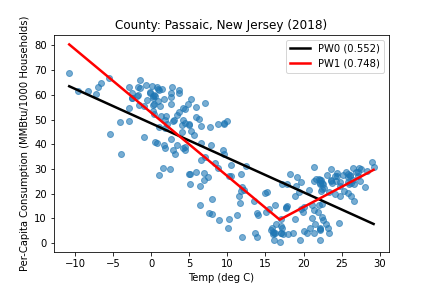 County: Passaic, New Jersey (2018)
PW0 (0.552)
PW1 (0.748)
Per-Capita Consumption (MMBtu/1000 Households)
80
70
60
50
40
30
20
10
0
−10 −5 0 5 10 15 20 25 30
Temp (deg C)